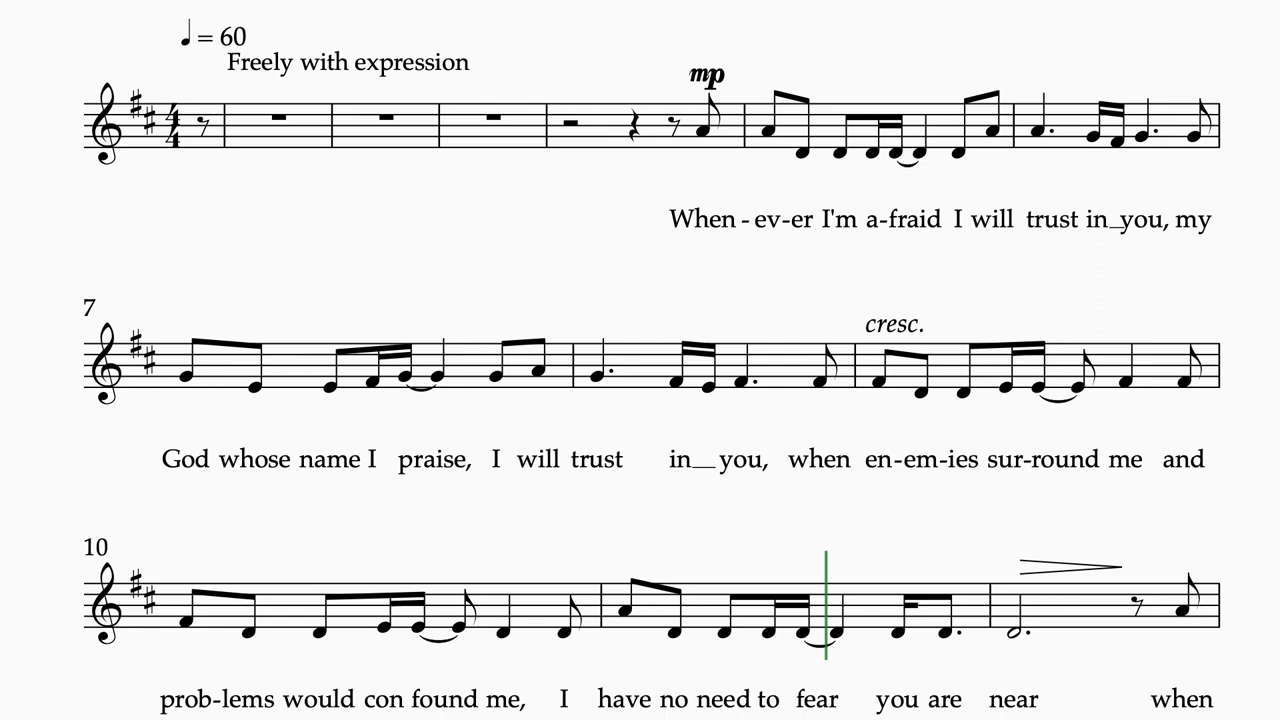 ♩ = 60
Freely with expression
mp
When - ev-er I'm a-fraid I will trust in_you, my
7
cresc.
God whose name I praise, I will trust in__ you, when en-em-ies sur-round me and
10
prob-lems would con found me, I have no need to fear you are near when